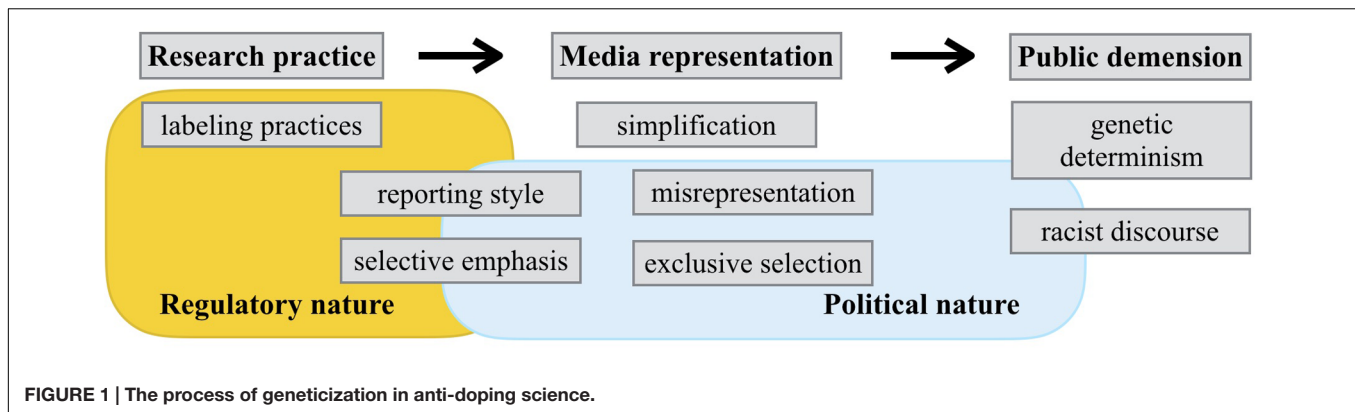 Research practice
Media representation
Public demension
labeling practices
simplification
genetic
determinism
reporting style
misrepresentation
racist discourse
selective emphasis
exclusive selection
Regulatory nature
Political nature
FIGURE 1 | The process of geneticization in anti-doping science.